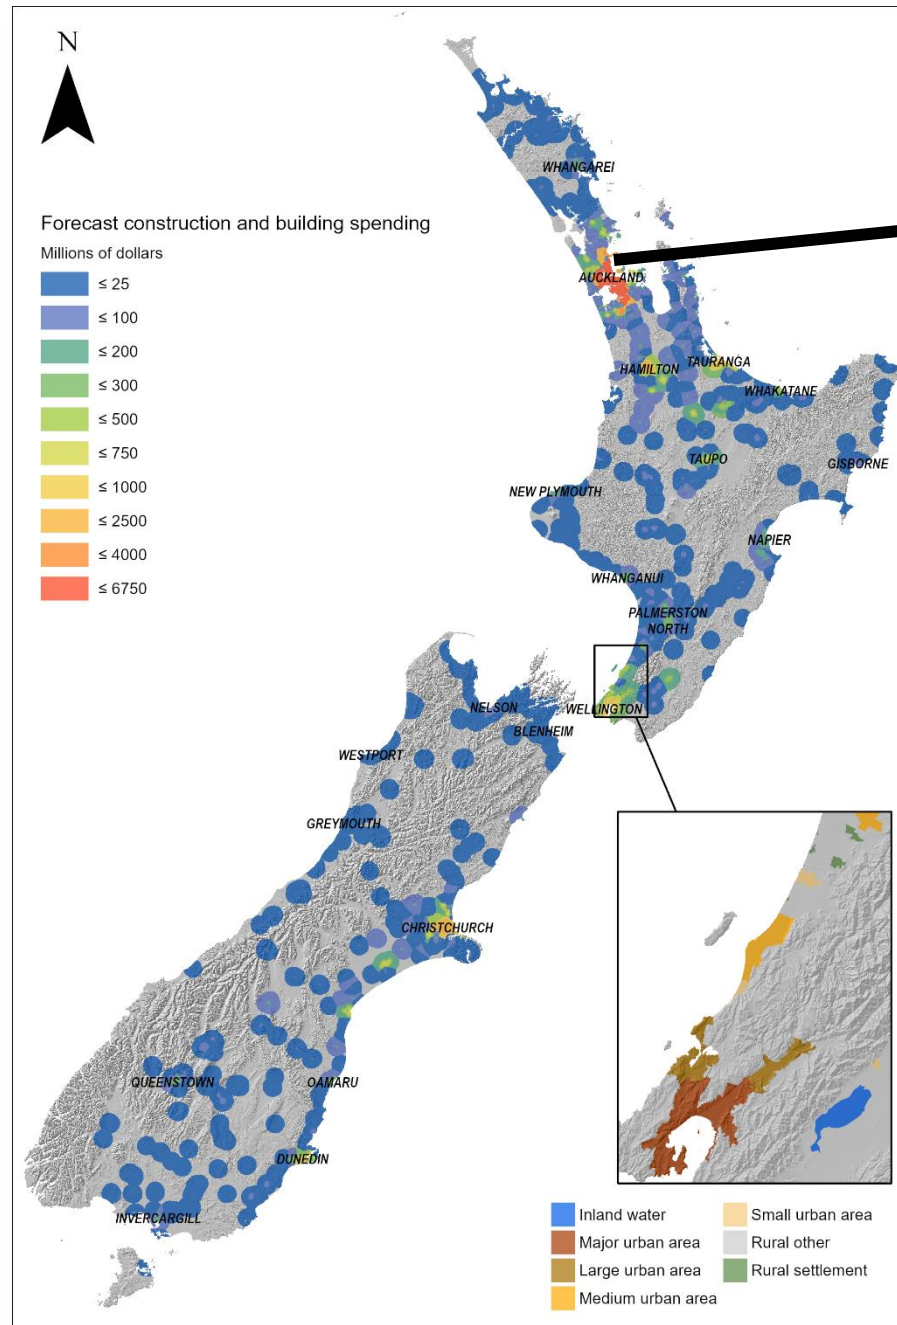 N
WHANGAREI
Forecast construction and building spending
Millions of dollars
≤ 25
≤ 100
≤ 200
≤ 300
≤ 500
≤ 750
≤ 1000
≤ 2500
≤ 4000
≤ 6750
AUCKLAND
HAMILTON
TAURANGA
WHAKATANE
TAUPO
GISBORNE
NEW PLYMOUTH
NAPIER
WHANGANUI
PALMERSTON
NORTH
WELLINGTON
NELSON
BLENHEIM
WESTPORT
GREYMOUTH
CHRISTCHURCH
QUEENSTOWN
OAMARU
DUNEDIN
INVERCARGILL
Inland water
Major urban area
Large urban area
Medium urban area
Small urban area
Rural other
Rural settlement